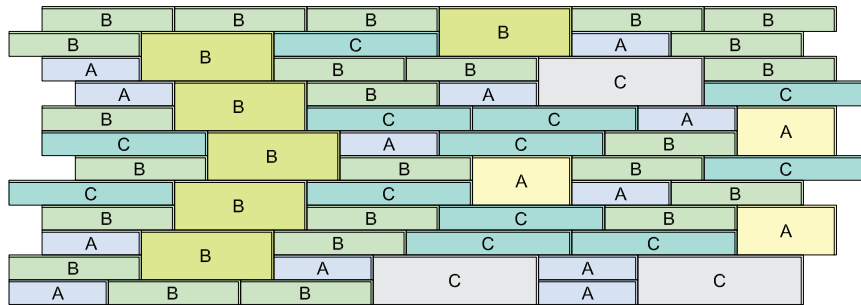 B B B B B B
B B C A B
A B B C B
A B B A C
B C C A A
C B A C B
B B A B C
C B C A B
B B C B A
A B B C C
B A C A C
A B B A